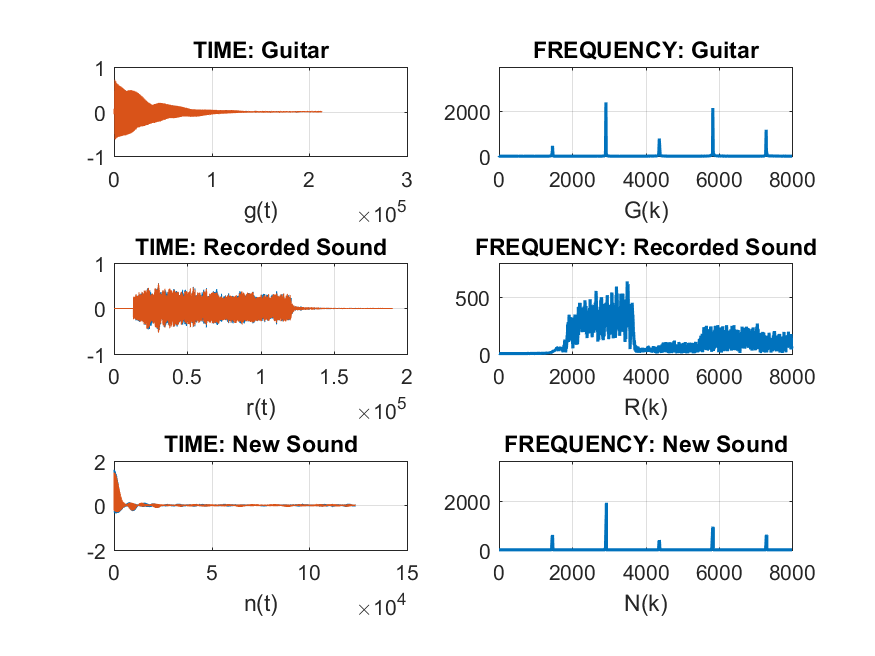 TIME: Guitar
1
0
-1
0 1 2 3
g(t)
×10^5
FREQUENCY: Guitar
2000
0
0 2000 4000 6000 8000
G(k)
TIME: Recorded Sound
1
0
-1
0 0.5 1 1.5 2
r(t)
×10^5
FREQUENCY: Recorded Sound
500
0
0 2000 4000 6000 8000
R(k)
TIME: New Sound
2
0
-2
0 5 10 15
n(t)
×10^4
FREQUENCY: New Sound
2000
0
0 2000 4000 6000 8000
N(k)